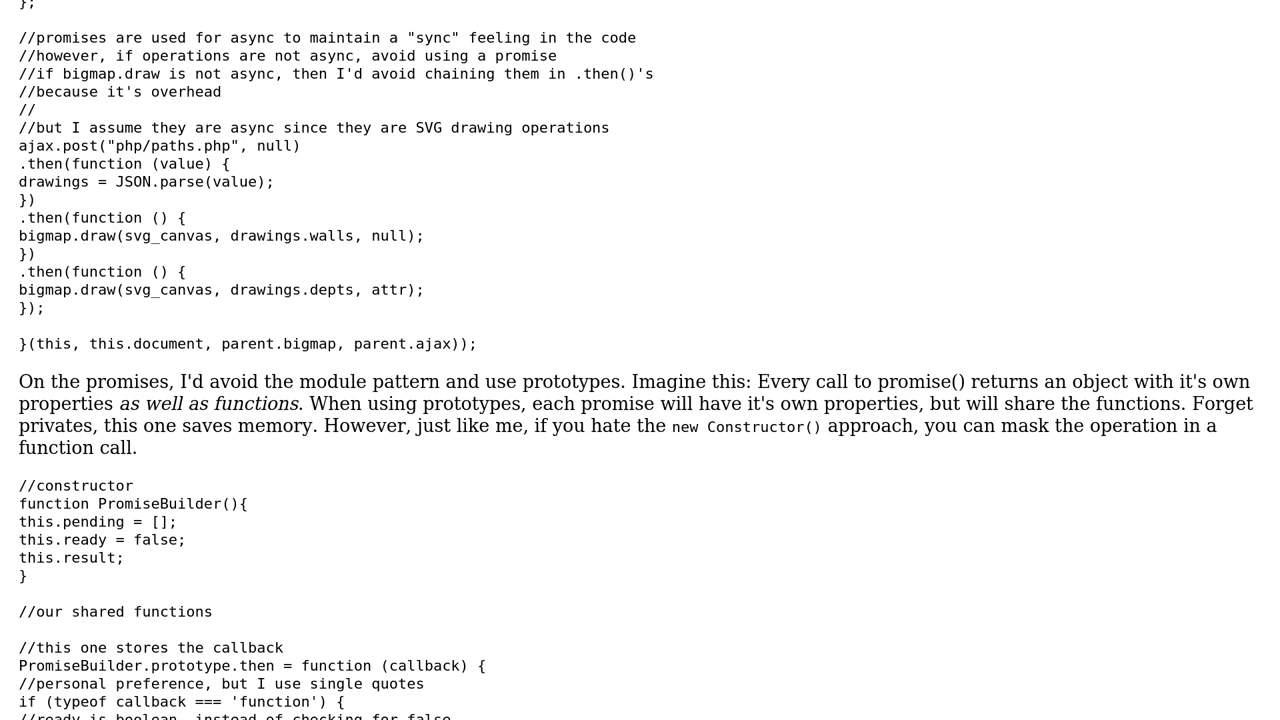 };
//promises are used for async to maintain a "sync" feeling in the code
//however, if operations are not async, avoid using a promise
//if bigmap.draw is not async, then I'd avoid chaining them in .then()'s
//because it's overhead
//
//but I assume they are async since they are SVG drawing operations
ajax.post("php/paths.php", null)
.then(function (value) {
drawings = JSON.parse(value);
})
.then(function () {
bigmap.draw(svg_canvas, drawings.walls, null);
})
.then(function () {
bigmap.draw(svg_canvas, drawings.depts, attr);
});
}(this, this.document, parent.bigmap, parent.ajax));
On the promises, I'd avoid the module pattern and use prototypes. Imagine this: Every call to promise() returns an object with it's own
properties as well as functions. When using prototypes, each promise will have it's own properties, but will share the functions. Forget
privates, this one saves memory. However, just like me, if you hate the new Constructor() approach, you can mask the operation in a
function call.
//constructor
function PromiseBuilder(){
this.pending = [];
this.ready = false;
this.result;
}
//our shared functions
//this one stores the callback
PromiseBuilder.prototype.then = function (callback) {
//personal preference, but I use single quotes
if (typeof callback === 'function') {
//ready is boolean, instead of checking for false